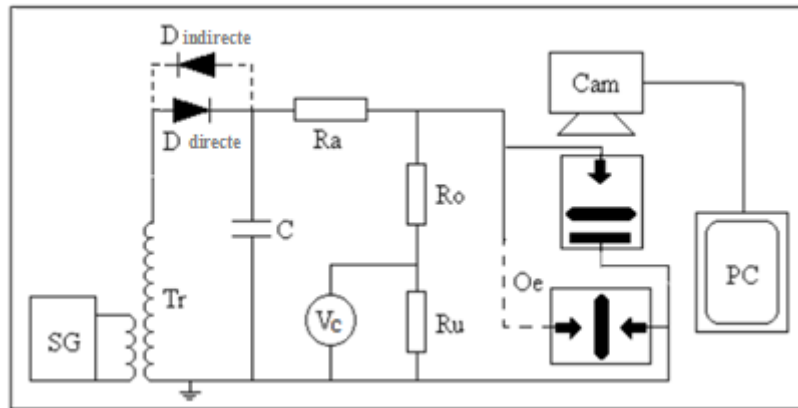 D indirecte
D directe
Cam
Ra
Ro
C
PC
Oe
Tr
Vc
Ru
SG